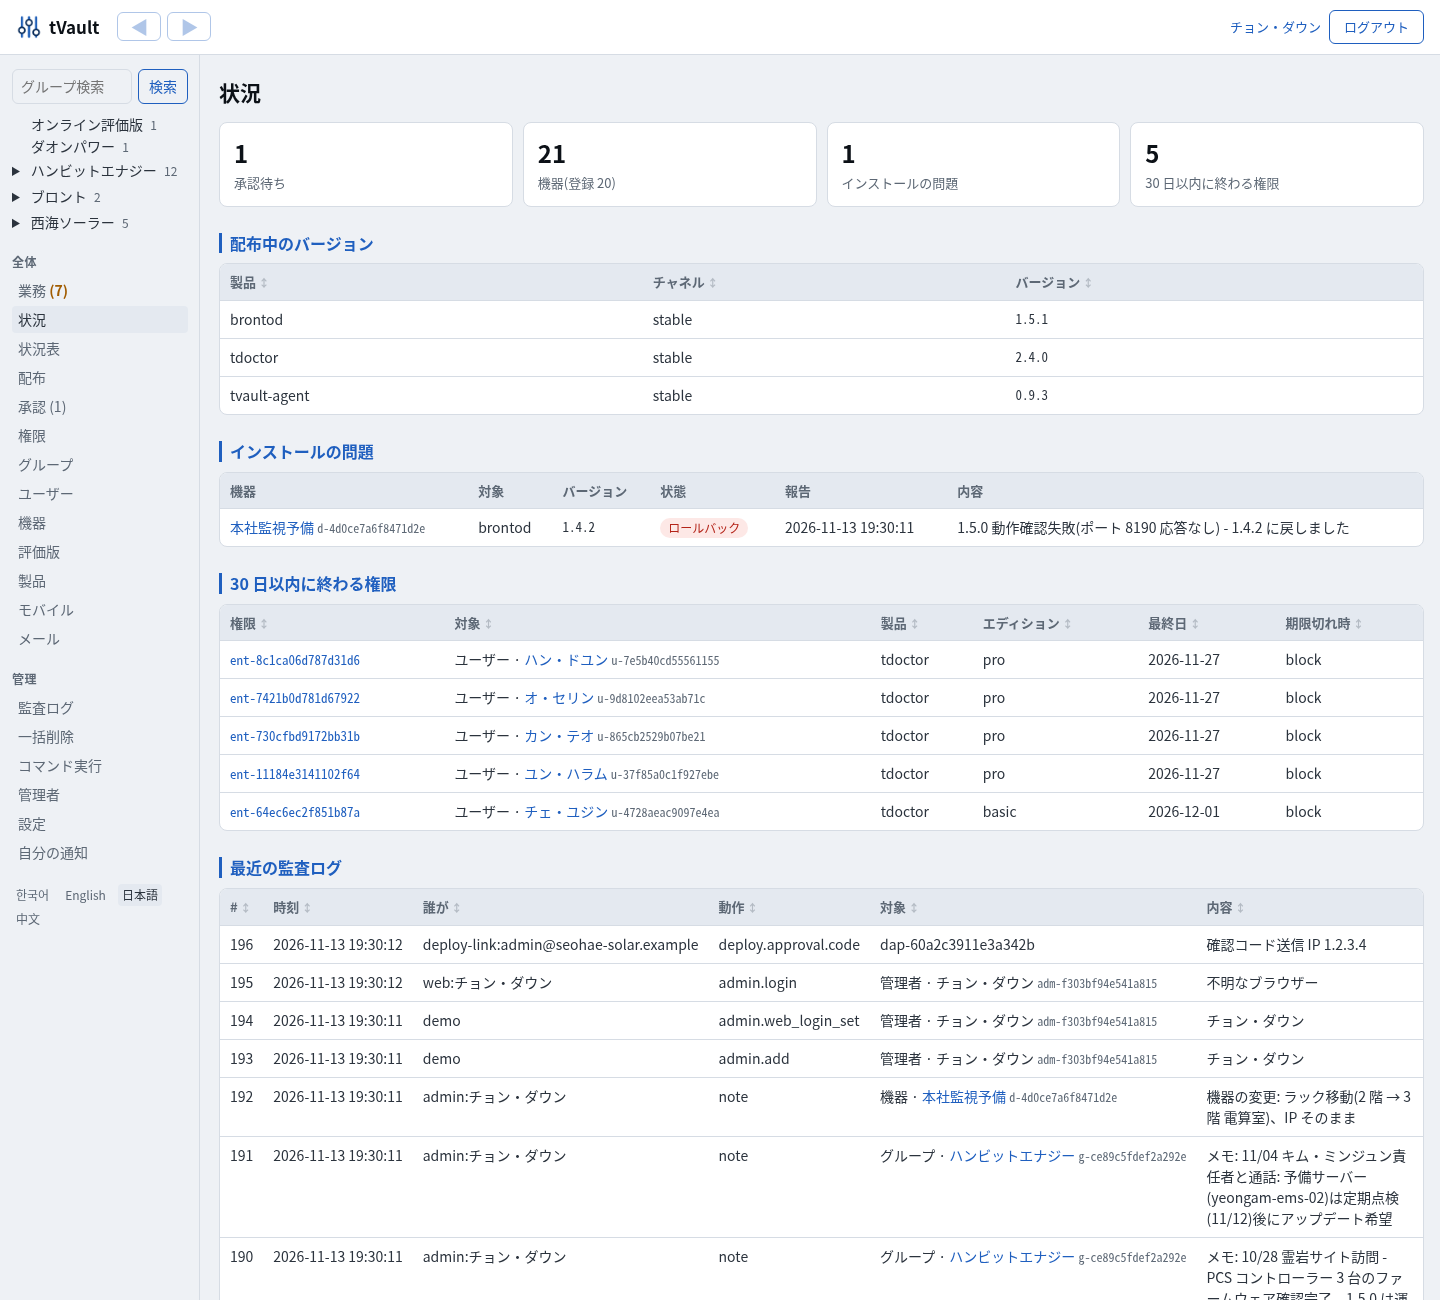 tVault
チョン・ダウン ログアウト
グループ検索 検索
オンライン評価版 1
ダオンパワー 1
ハンビットエナジー 12
ブロント 2
西海ソーラー 5
全体
業務 (7)
状況
状況表
配布
承認 (1)
権限
グループ
ユーザー
機器
評価版
製品
モバイル
メール
管理
監査ログ
一括削除
コマンド実行
管理者
設定
自分の通知
한국어 English 日本語
中文
状況
1
承認待ち
21
機器(登録 20)
1
インストールの問題
5
30 日以内に終わる権限
配布中のバージョン
製品 チャネル バージョン
brontod stable 1.5.1
tdoctor stable 2.4.0
tvault-agent stable 0.9.3
インストールの問題
機器 対象 バージョン 状態 報告 内容
本社監視予備 d-4d0ce7a6f8471d2e brontod 1.4.2 ロールバック 2026-11-13 19:30:11 1.5.0 動作確認失敗(ポート 8190 応答なし) - 1.4.2 に戻しました
30 日以内に終わる権限
権限 対象 製品 エディション 最終日 期限切れ時
ent-8c1ca06d787d31d6 ユーザー · ハン・ドユン u-7e5b40cd55561155 tdoctor pro 2026-11-27 block
ent-7421b0d781d67922 ユーザー · オ・セリン u-9d8102eea53ab71c tdoctor pro 2026-11-27 block
ent-730cfbd9172bb31b ユーザー · カン・テオ u-865cb2529b07be21 tdoctor pro 2026-11-27 block
ent-11184e3141102f64 ユーザー · ユン・ハラム u-37f85a0c1f927ebe tdoctor pro 2026-11-27 block
ent-64ec6ec2f851b87a ユーザー · チェ・ユジン u-4728aeac9097e4ea tdoctor basic 2026-12-01 block
最近の監査ログ
# 時刻 誰が 動作 対象 内容
196 2026-11-13 19:30:12 deploy-link:admin@seohae-solar.example deploy.approval.code dap-60a2c3911e3a342b 確認コード送信 IP 1.2.3.4
195 2026-11-13 19:30:12 web:チョン・ダウン admin.login 管理者 · チョン・ダウン adm-f303bf94e541a815 不明なブラウザー
194 2026-11-13 19:30:11 demo admin.web_login_set 管理者 · チョン・ダウン adm-f303bf94e541a815 チョン・ダウン
193 2026-11-13 19:30:11 demo admin.add 管理者 · チョン・ダウン adm-f303bf94e541a815 チョン・ダウン
192 2026-11-13 19:30:11 admin:チョン・ダウン note 機器 · 本社監視予備 d-4d0ce7a6f8471d2e 機器の変更: ラック移動(2 階 → 3
階 電算室)、IP そのまま
191 2026-11-13 19:30:11 admin:チョン・ダウン note グループ · ハンビットエナジー g-ce89c5fdef2a292e メモ: 11/04 キム・ミンジュン責
任者と通話: 予備サーバー
(yeongam-ems-02)は定期点検
(11/12)後にアップデート希望
190 2026-11-13 19:30:11 admin:チョン・ダウン note グループ · ハンビットエナジー g-ce89c5fdef2a292e メモ: 10/28 霊岩サイト訪問 -
PCS コントローラー 3 台のファ
ームウェア確認完了。1.5.0 は運